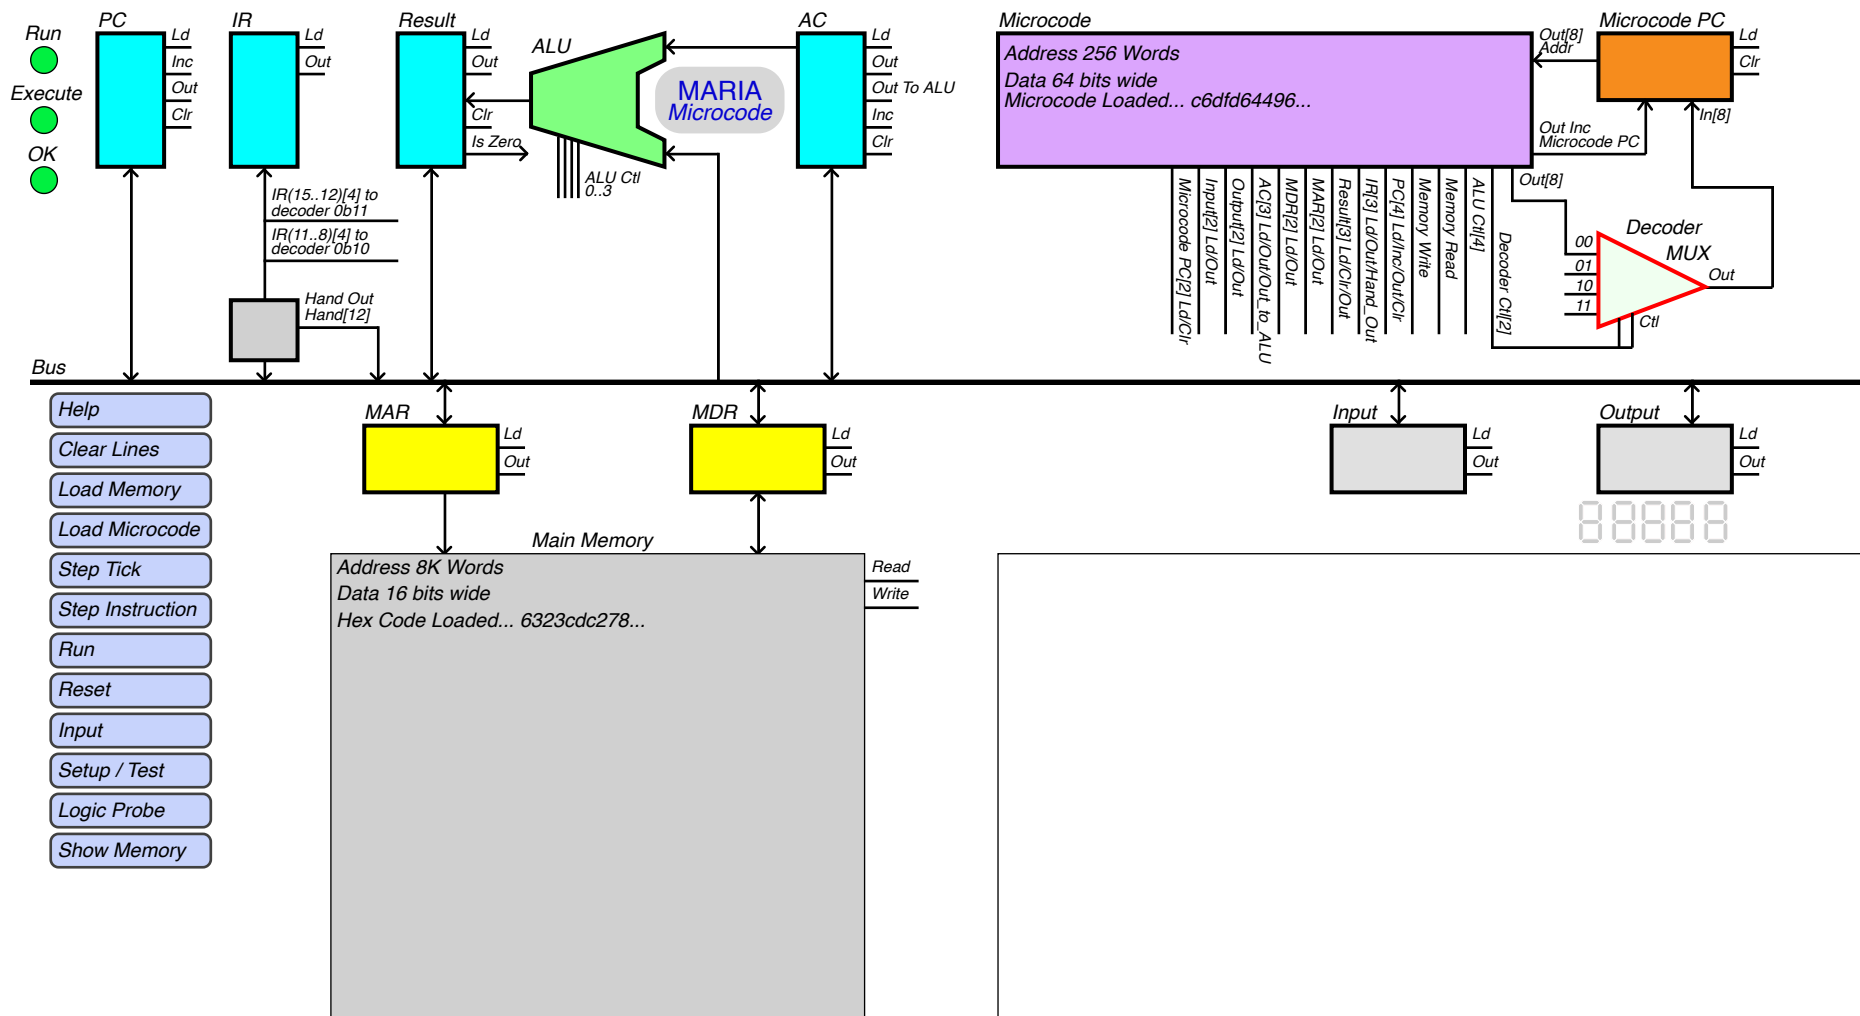 Run
Execute
OK
PC
Ld
Inc
Out
Clr
IR
Ld
Out
IR(15..12)[4] to
decoder 0b11
IR(11..8)[4] to
decoder 0b10
Hand Out
Hand[12]
Result
Ld
Out
Clr
Is Zero
ALU
ALU Ctl
0..3
MARIA
Microcode
AC
Ld
Out
Out To ALU
Inc
Clr
Microcode
Address 256 Words
Data 64 bits wide
Microcode Loaded... c6dfd64496...
Out[8]
Addr
Microcode PC
Ld
Clr
In[8]
Out Inc
Microcode PC
Out[8]
Microcode PC[2] Ld/Clr
Input[2] Ld/Out
Output[2] Ld/Out
AC[3] Ld/Out/Out_to_ALU
MDR[2] Ld/Out
MAR[2] Ld/Out
Result[3] Ld/Clr/Out
IR[3] Ld/Out/Hand_Out
PC[4] Ld/Inc/Out/Clr
Memory Write
Memory Read
ALU Ctl[4]
Decoder Ctl[2]
Decoder
MUX
00
01
10
11
Out
Ctl
Bus
Help
Clear Lines
Load Memory
Load Microcode
Step Tick
Step Instruction
Run
Reset
Input
Setup / Test
Logic Probe
Show Memory
MAR
Ld
Out
MDR
Ld
Out
Input
Ld
Out
Output
Ld
Out
88888
Main Memory
Address 8K Words
Data 16 bits wide
Hex Code Loaded... 6323cdc278...
Read
Write